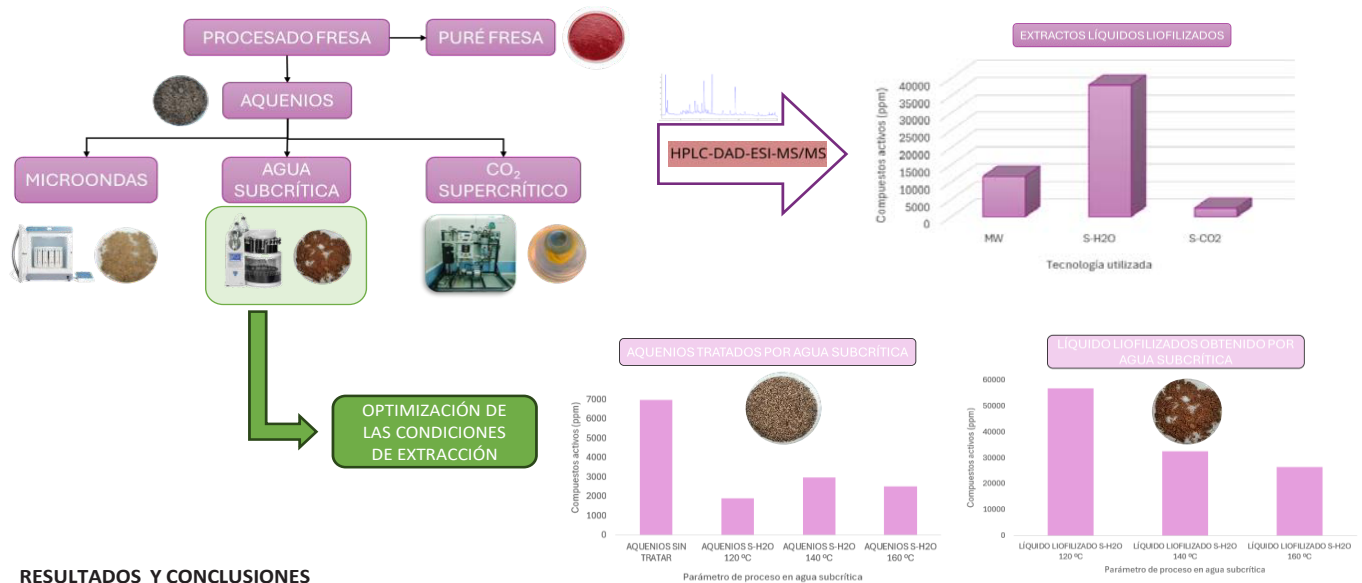 PROCESADO FRESA
PURÉ FRESA
AQUENIOS
MICROONDAS
AGUA
SUBCRÍTICA
CO₂
SUPERCRÍTICO
OPTIMIZACIÓN DE
LAS CONDICIONES
DE EXTRACCIÓN
HPLC-DAD-ESI-MS/MS
EXTRACTOS LÍQUIDOS LIOFILIZADOS
Compuestos activos (ppm)
40000
35000
30000
25000
20000
15000
10000
5000
0
MW
S-H2O
S-CO2
Tecnología utilizada
AQUENIOS TRATADOS POR AGUA SUBCRÍTICA
Compuestos activos (ppm)
7000
6000
5000
4000
3000
2000
1000
0
AQUENIOS SIN
TRATAR
AQUENIOS S-H2O
120 ºC
AQUENIOS S-H2O
140 ºC
AQUENIOS S-H2O
160 ºC
Parámetro de proceso en agua subcrítica
LÍQUIDO LIOFILIZADOS OBTENIDO POR
AGUA SUBCRÍTICA
Compuestos activos (ppm)
60000
50000
40000
30000
20000
10000
0
LÍQUIDO LIOFILIZADO S-H2O
120 ºC
LÍQUIDO LIOFILIZADO S-H2O
140 ºC
LÍQUIDO LIOFILIZADO S-H2O
160 ºC
Parámetro de proceso en agua subcrítica
RESULTADOS Y CONCLUSIONES